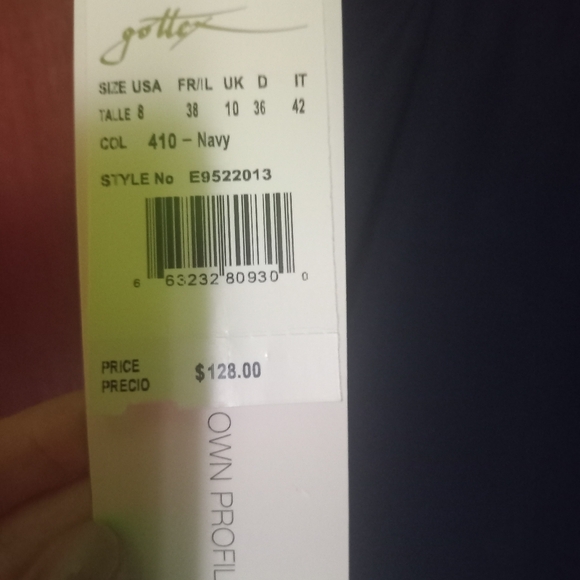 gottex
SIZE USA FR/IL UK D IT
TALLE 8 38 10 36 42
COL 410 - Navy
STYLE No E9522013
6 63232 80930 0
PRICE $128.00
PRECIO
OWN PROFIL